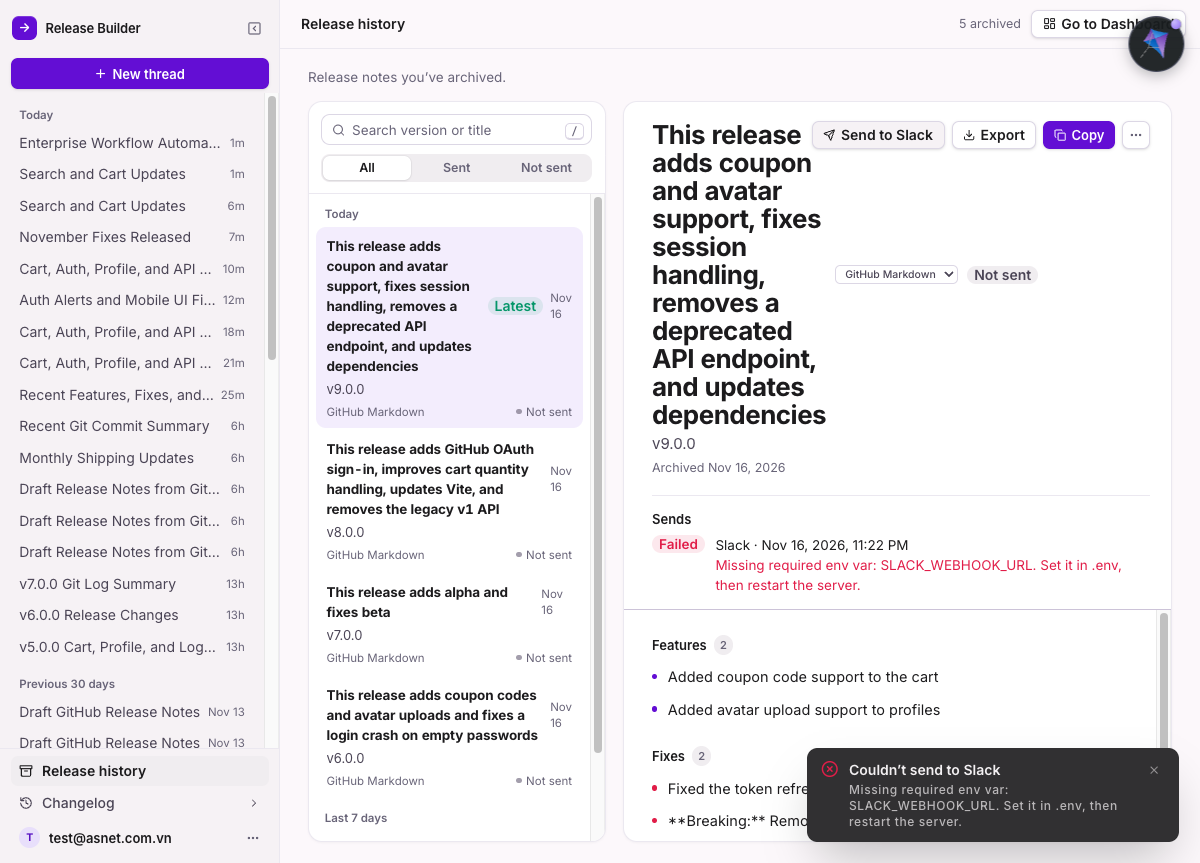 Release Builder
New thread
Today
Enterprise Workflow Automa... 1m
Search and Cart Updates 1m
Search and Cart Updates 6m
November Fixes Released 7m
Cart, Auth, Profile, and API ... 10m
Auth Alerts and Mobile UI Fi... 12m
Cart, Auth, Profile, and API ... 18m
Cart, Auth, Profile, and API ... 21m
Recent Features, Fixes, and... 25m
Recent Git Commit Summary 6h
Monthly Shipping Updates 6h
Draft Release Notes from Git... 6h
Draft Release Notes from Git... 6h
Draft Release Notes from Git... 6h
v7.0.0 Git Log Summary 13h
v6.0.0 Release Changes 13h
v5.0.0 Cart, Profile, and Log... 13h
Previous 30 days
Draft GitHub Release Notes Nov 13
Draft GitHub Release Notes Nov 13
Release history
Changelog
T test@asnet.com.vn
Release history
5 archived
Go to Dashboard
Release notes you've archived.
Search version or title /
All Sent Not sent
Today
This release adds
coupon and avatar
support, fixes session
handling, removes a
deprecated API
endpoint, and updates
dependencies
Latest
Nov
16
v9.0.0
GitHub Markdown Not sent
This release adds GitHub OAuth
sign-in, improves cart quantity
handling, updates Vite, and
removes the legacy v1 API
Nov
16
v8.0.0
GitHub Markdown Not sent
This release adds alpha and
fixes beta
Nov
16
v7.0.0
GitHub Markdown Not sent
This release adds coupon codes
and avatar uploads and fixes a
login crash on empty passwords
Nov
16
v6.0.0
GitHub Markdown Not sent
Last 7 days
This release
adds coupon
and avatar
support, fixes
session
handling,
removes a
deprecated
API endpoint,
and updates
dependencies
Send to Slack Export Copy
GitHub Markdown Not sent
v9.0.0
Archived Nov 16, 2026
Sends
Failed Slack · Nov 16, 2026, 11:22 PM
Missing required env var: SLACK_WEBHOOK_URL. Set it in .env,
then restart the server.
Features 2
Added coupon code support to the cart
Added avatar upload support to profiles
Fixes 2
Fixed the token refre
**Breaking:** Remo
Couldn't send to Slack
Missing required env var:
SLACK_WEBHOOK_URL. Set it in .env, then
restart the server.